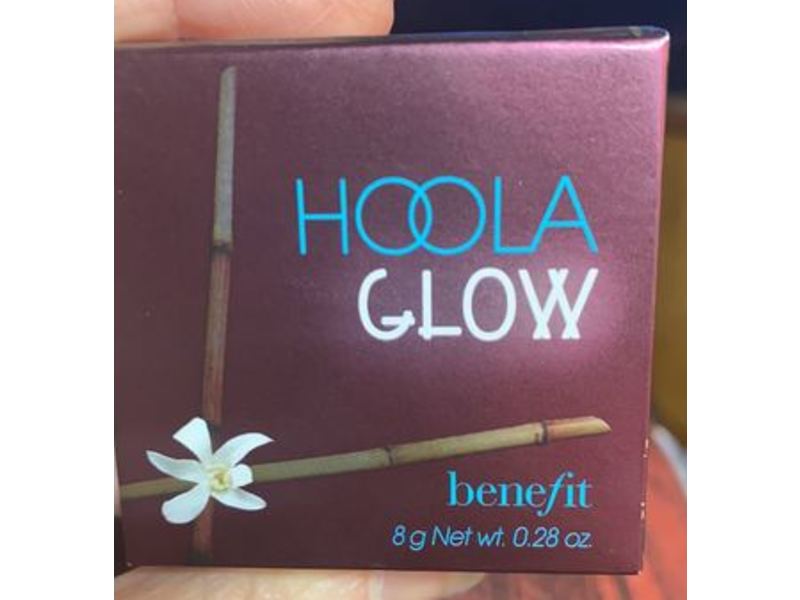 HOOLA
GLOW
benefit
8 g Net wt. 0.28 oz.